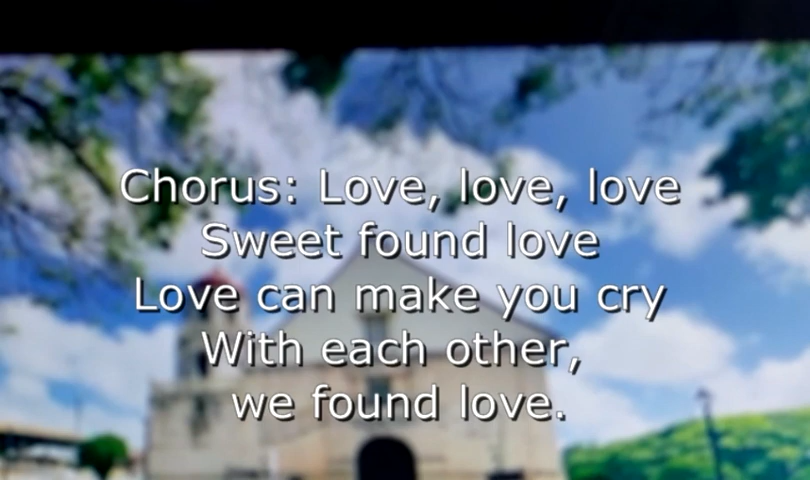 Chorus: Love, love, love
Sweet found love
Love can make you cry
With each other,
we found love.